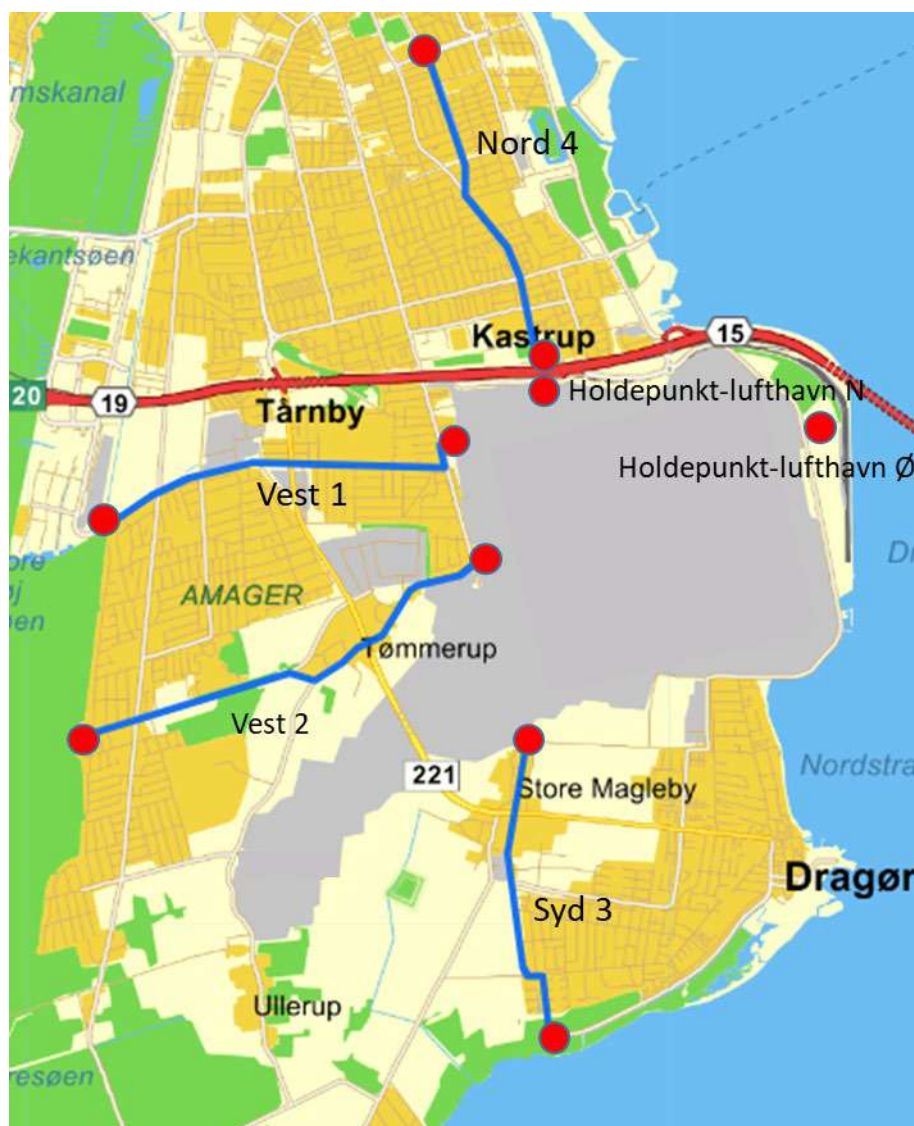 mskanal
Nord 4
ekantsøen
Kastrup
15
20
19
Holdepunkt-lufthavn N
Tårnby
Holdepunkt-lufthavn Ø
Vest 1
AMAGER
Tømmerup
Vest 2
Nordstra
221
Store Magleby
Dragør
Syd 3
Ullerup
resøen